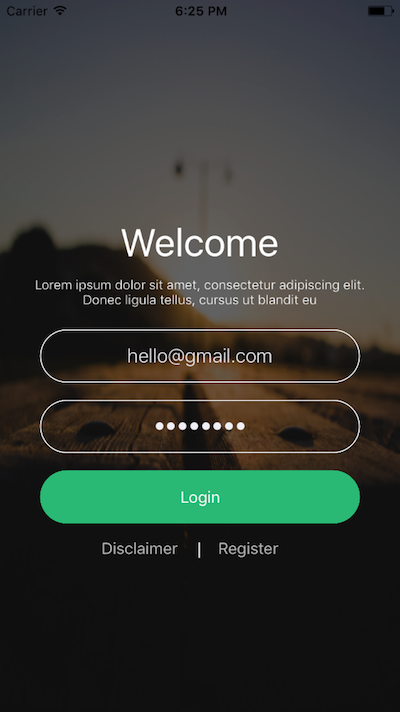 Carrier 6:25 PM
Welcome
Lorem ipsum dolor sit amet, consectetur adipiscing elit.
Donec ligula tellus, cursus ut blandit eu
hello@gmail.com
••••••••
Login
Disclaimer | Register